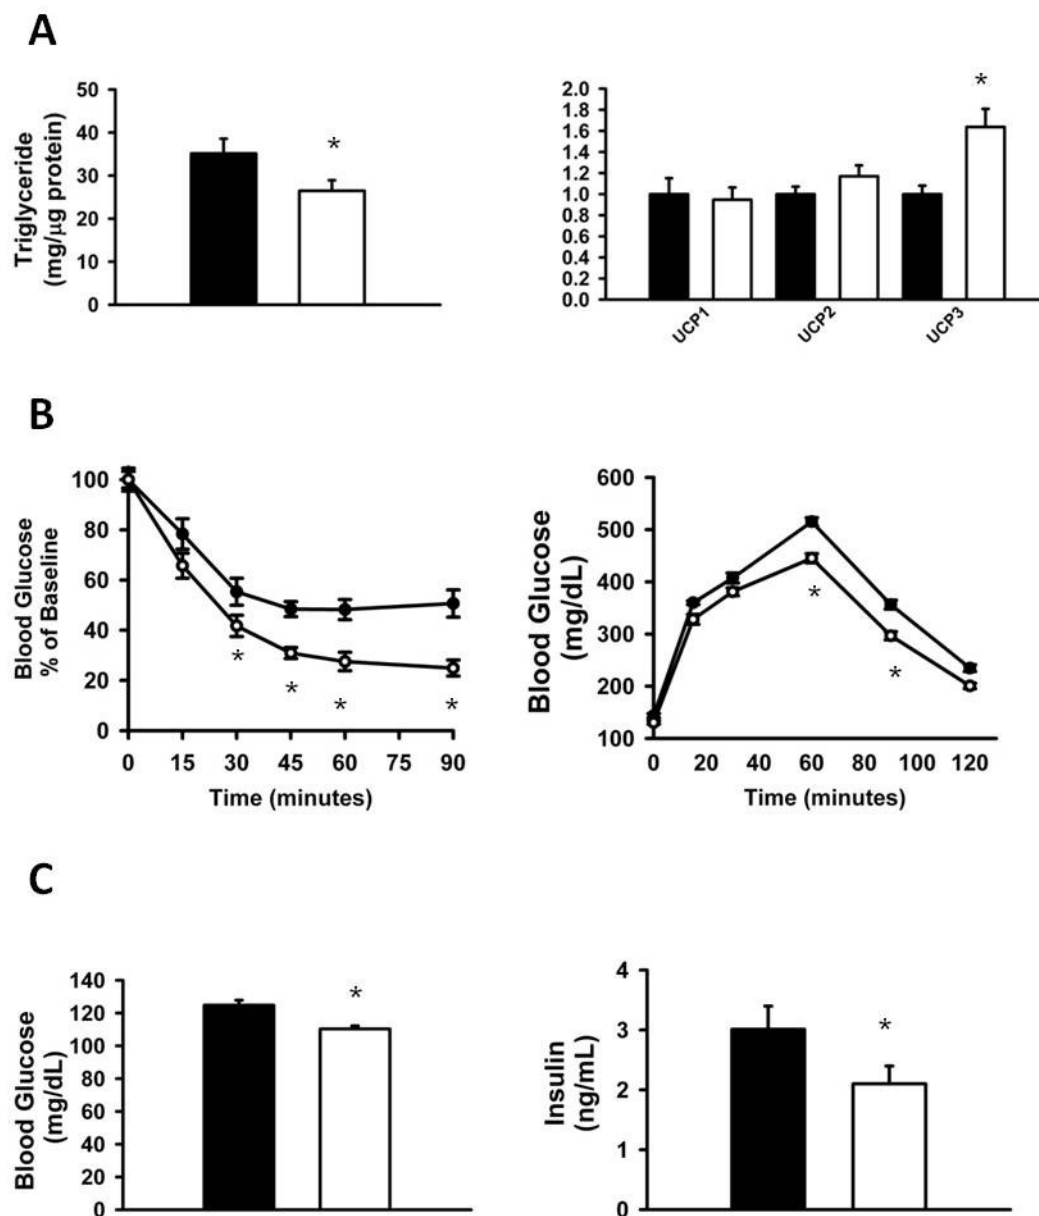 A
Triglyceride
(mg/μg protein)
50
40
30
20
10
0
*
2.0
1.8
1.6
1.4
1.2
1.0
0.8
0.6
0.4
0.2
0.0
*
UCP1
UCP2
UCP3
B
Blood Glucose
% of Baseline
100
80
60
40
20
0
*
*
*
*
0 15 30 45 60 75 90
Time (minutes)
Blood Glucose
(mg/dL)
600
500
400
300
200
100
*
*
0 20 40 60 80 100 120
Time (minutes)
C
Blood Glucose
(mg/dL)
140
120
100
80
60
40
20
0
*
Insulin
(ng/mL)
4
3
2
1
0
*